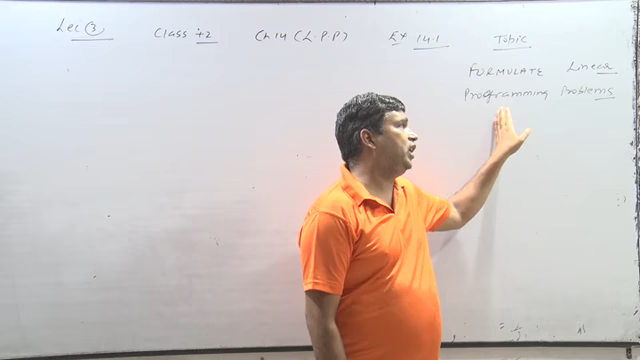 Lec (3) Class +2 Ch 14 (L.P.P) Ex 14.1 Topic
FORMULATE Linear
Programming Problems